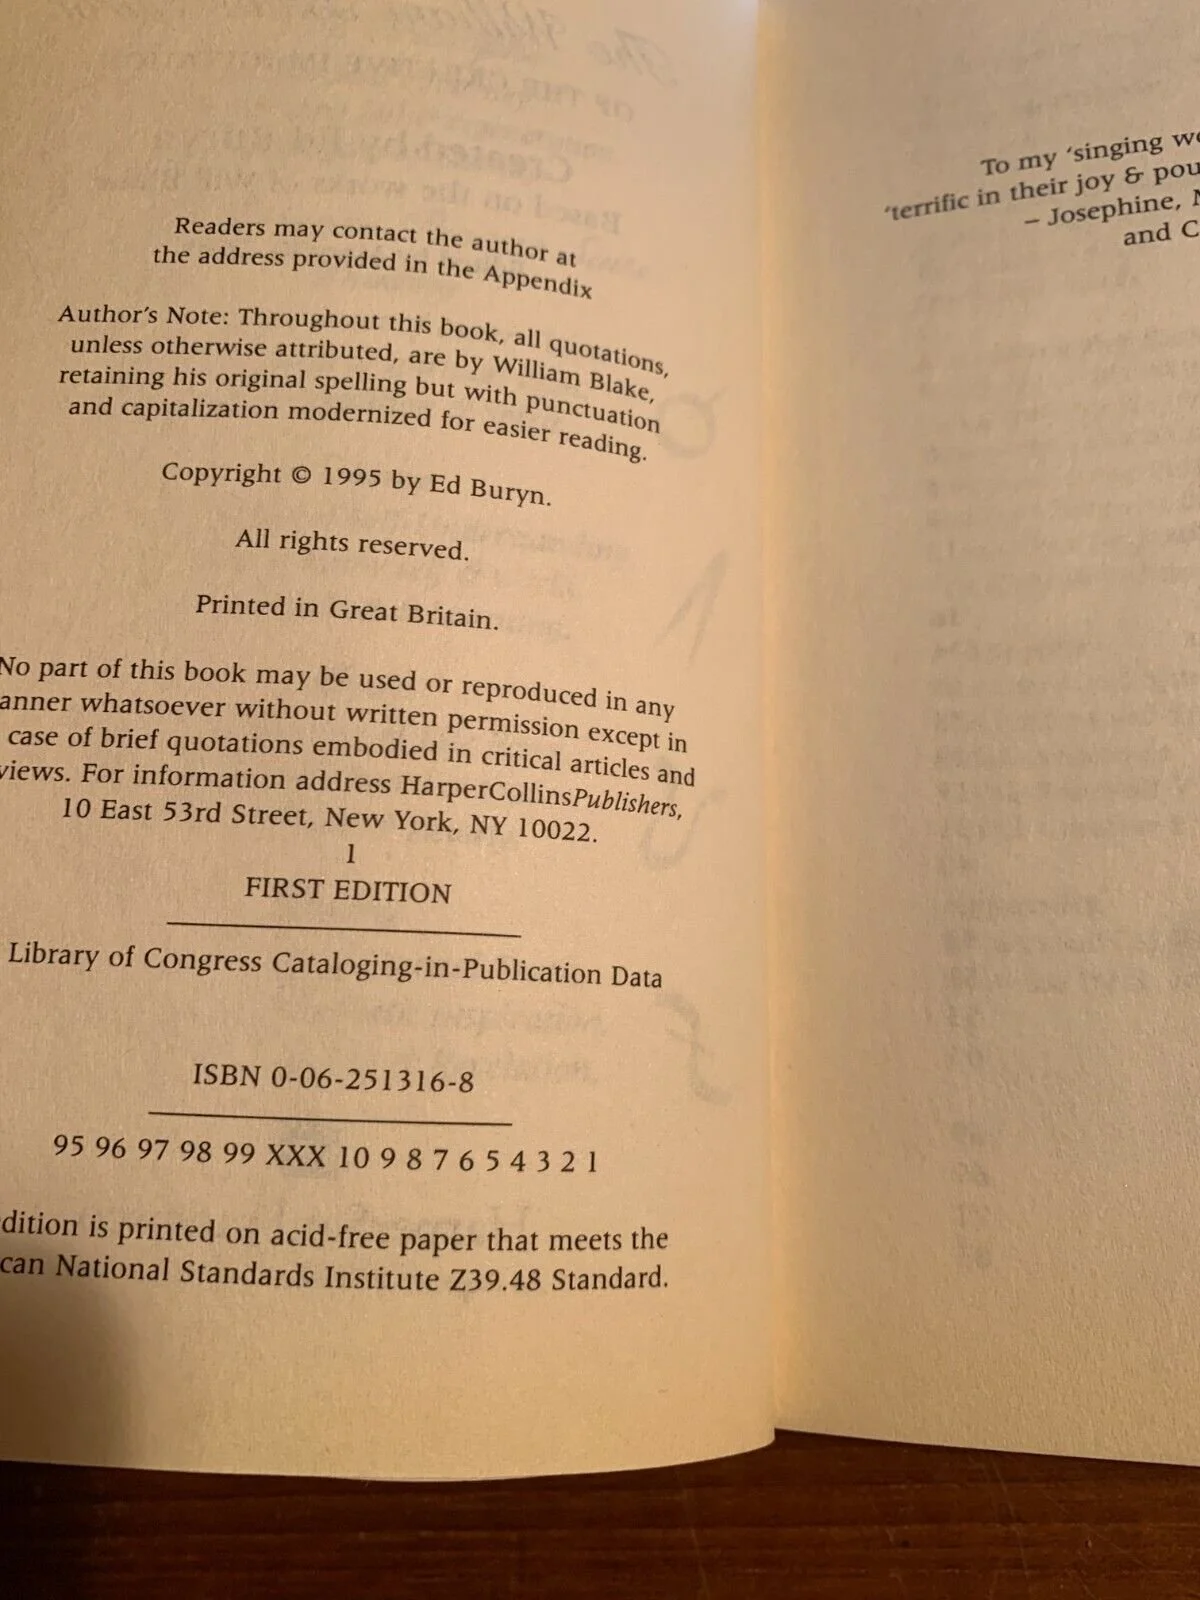 Readers may contact the author at
the address provided in the Appendix
Author's Note: Throughout this book, all quotations,
unless otherwise attributed, are by William Blake,
retaining his original spelling but with punctuation
and capitalization modernized for easier reading.
Copyright © 1995 by Ed Buryn.
All rights reserved.
Printed in Great Britain.
No part of this book may be used or reproduced in any
anner whatsoever without written permission except in
case of brief quotations embodied in critical articles and
views. For information address HarperCollinsPublishers,
10 East 53rd Street, New York, NY 10022.
1
FIRST EDITION
Library of Congress Cataloging-in-Publication Data
ISBN 0-06-251316-8
95 96 97 98 99 XXX 10 9 8 7 6 5 4 3 2 1
dition is printed on acid-free paper that meets the
can National Standards Institute Z39.48 Standard.
To my ‘singing wo
‘terrific in their joy & pou
– Josephine,
and C